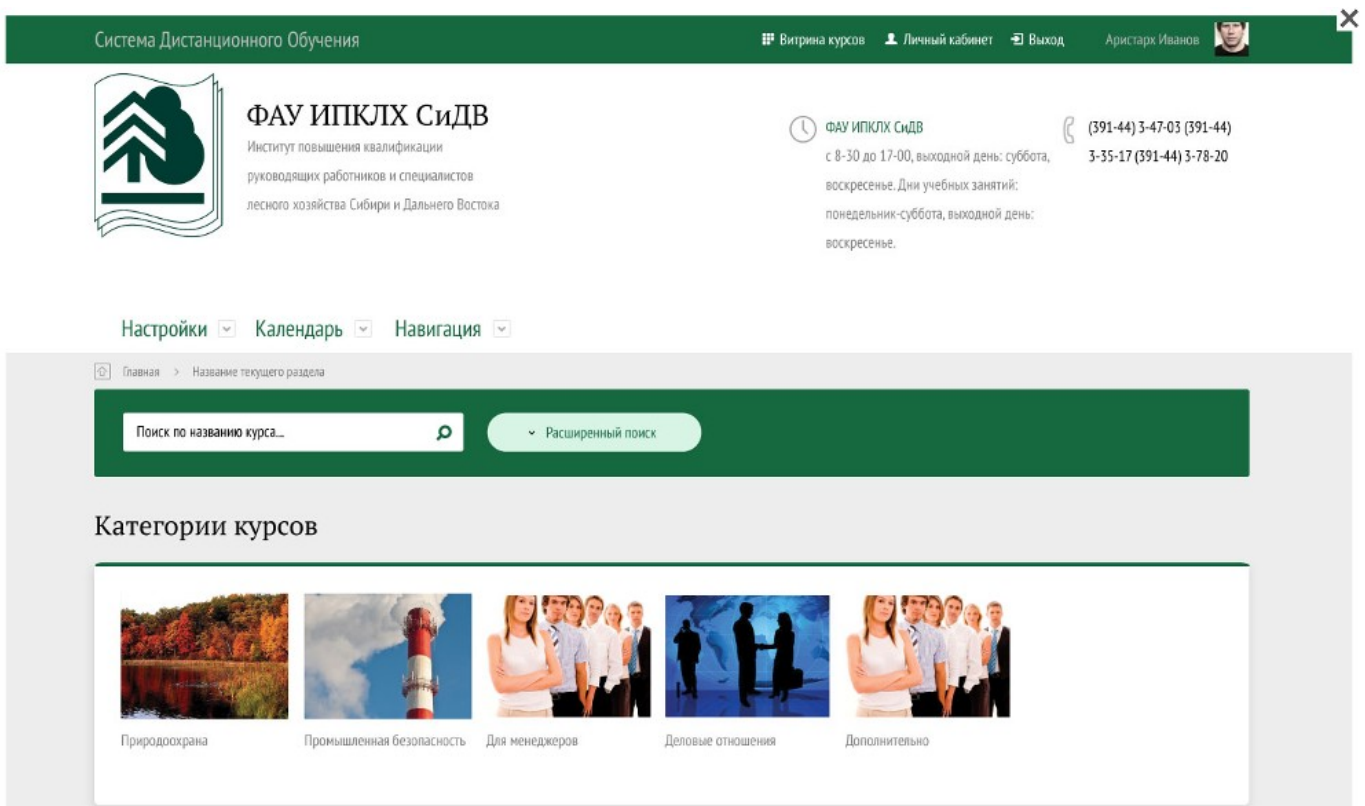 Система Дистанционного Обучения
Витрина курсов
Личный кабинет
Выход
Аристарх Иванов
ФАУ ИПКЛХ СиДВ
Институт повышения квалификации
руководящих работников и специалистов
лесного хозяйства Сибири и Дальнего Востока
ФАУ ИПКЛХ СиДВ
с 8-30 до 17-00, выходной день: суббота,
воскресенье. Дни учебных занятий:
понедельник-суббота, выходной день:
воскресенье.
(391-44) 3-47-03 (391-44)
3-35-17 (391-44) 3-78-20
Настройки
Календарь
Навигация
Главная > Название текущего раздела
Поиск по названию курса...
Расширенный поиск
Категории курсов
Природоохрана
Промышленная безопасность
Для менеджеров
Деловые отношения
Дополнительно